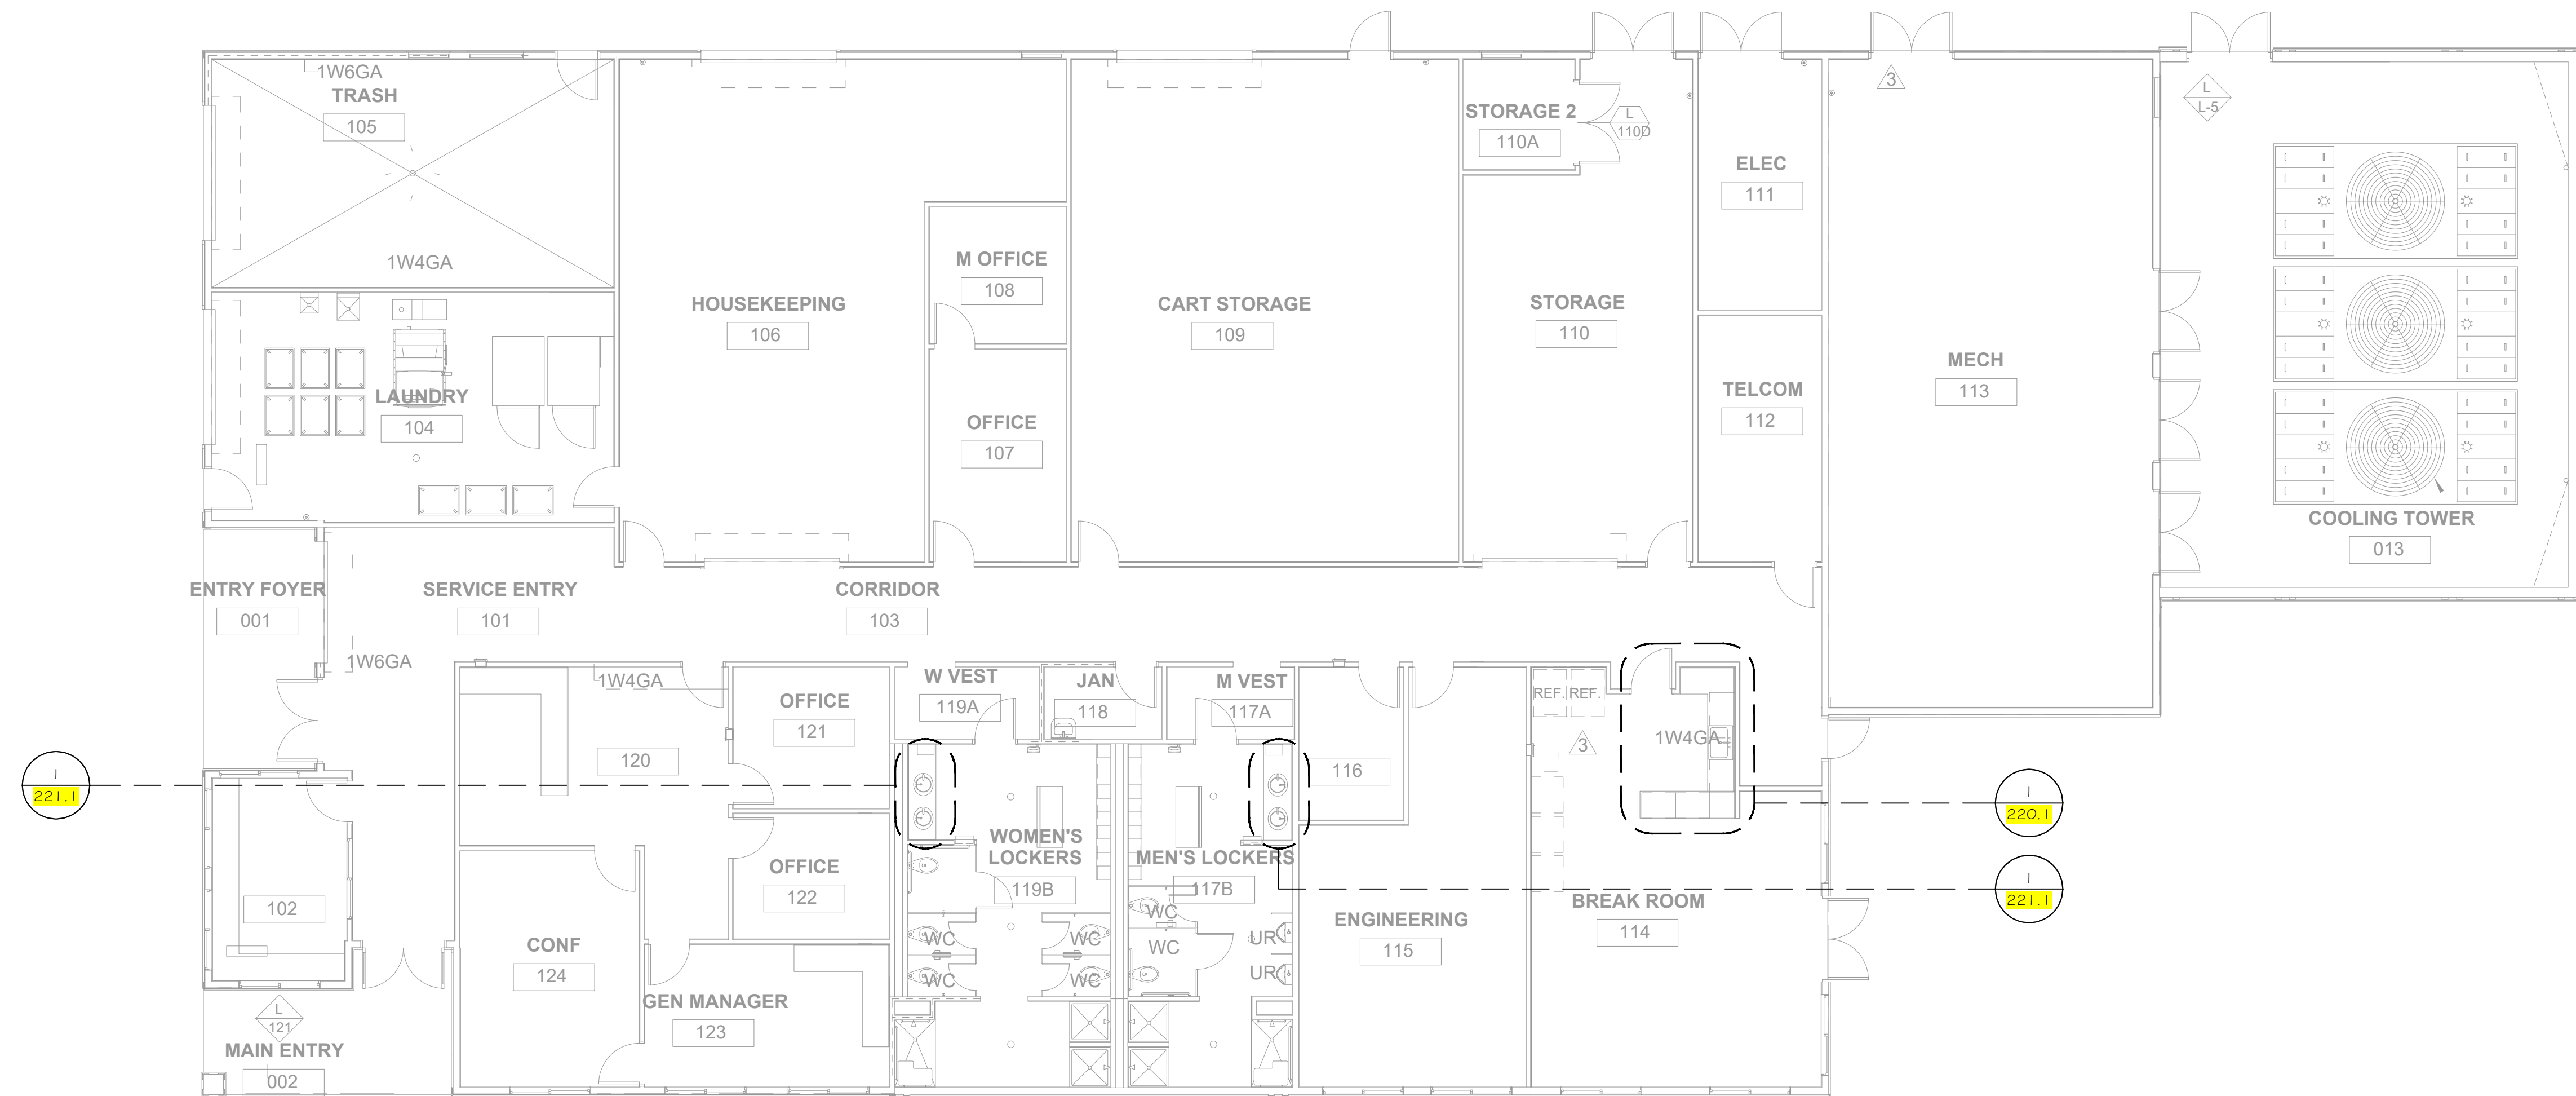 1W6GA
TRASH
105
1W4GA
3
L
L-5
STORAGE 2
110A
L
110D
ELEC
111
M OFFICE
108
HOUSEKEEPING
106
CART STORAGE
109
STORAGE
110
MECH
113
LAUNDRY
104
TELCOM
112
OFFICE
107
COOLING TOWER
013
ENTRY FOYER
001
SERVICE ENTRY
101
CORRIDOR
103
1W6GA
1W4GA
W VEST
119A
JAN
118
M VEST
117A
OFFICE
121
REF.
REF.
1W4GA
3
120
116
1
221.1
1
220.1
WOMEN'S
LOCKERS
119B
MEN'S LOCKERS
117B
OFFICE
122
1
221.1
102
BREAK ROOM
114
ENGINEERING
115
WC
WC
WC
WC
WC
WC
UR
UR
CONF
124
GEN MANAGER
123
L
121
MAIN ENTRY
002